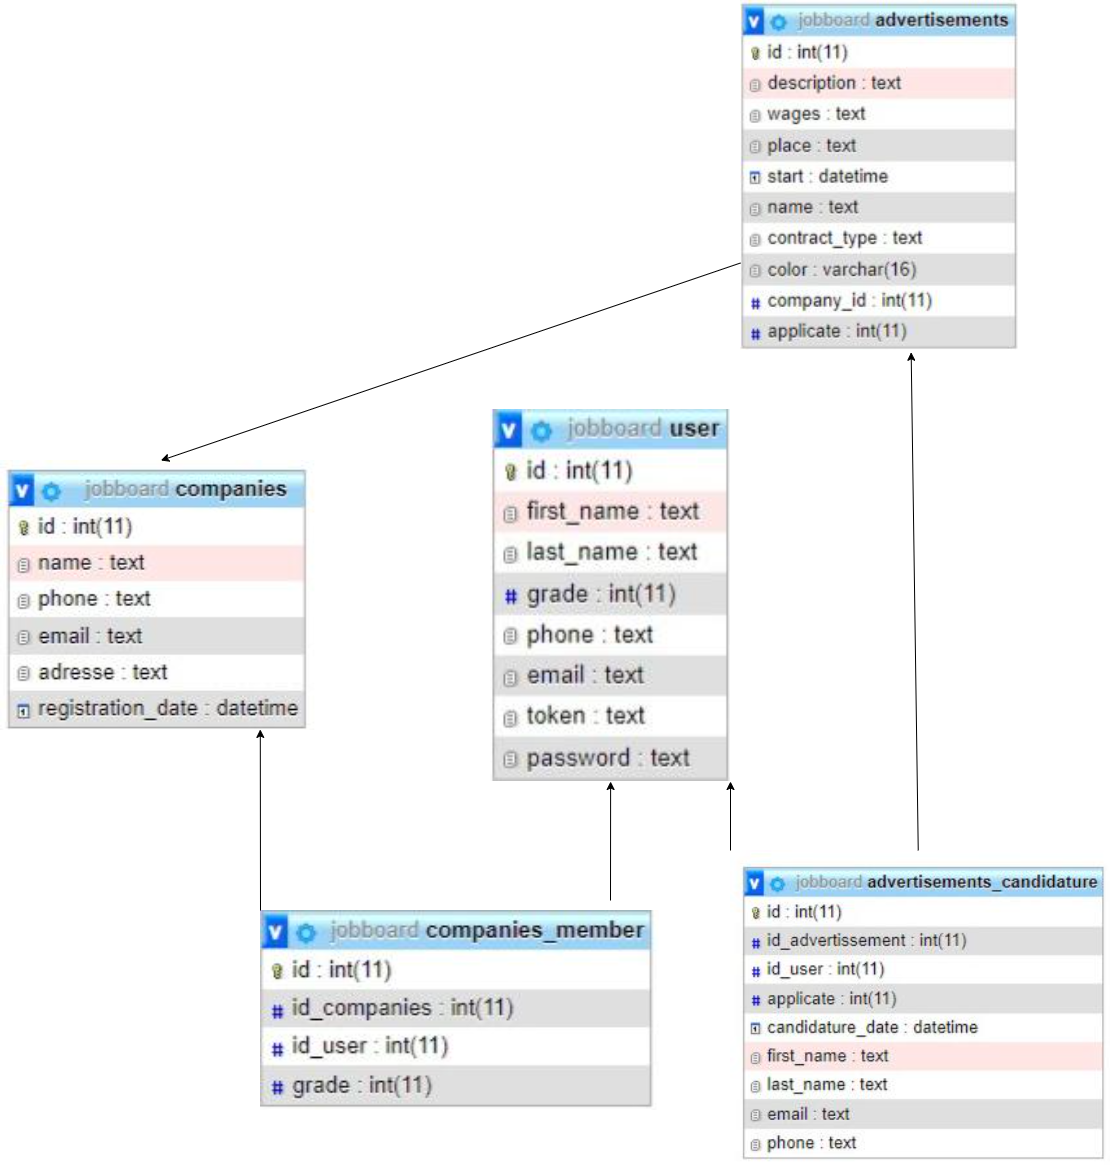 jobboard advertisements
id : int(11)
description : text
wages : text
place : text
start : datetime
name : text
contract_type : text
color : varchar(16)
company_id : int(11)
applicate : int(11)
jobboard user
id : int(11)
first_name : text
last_name : text
grade : int(11)
phone : text
email : text
token : text
password : text
jobboard companies
id : int(11)
name : text
phone : text
email : text
adresse : text
registration_date : datetime
jobboard companies_member
id : int(11)
id_companies : int(11)
id_user : int(11)
grade : int(11)
jobboard advertisements_candidature
id : int(11)
id_advertissement : int(11)
id_user : int(11)
applicate : int(11)
candidature_date : datetime
first_name : text
last_name : text
email : text
phone : text